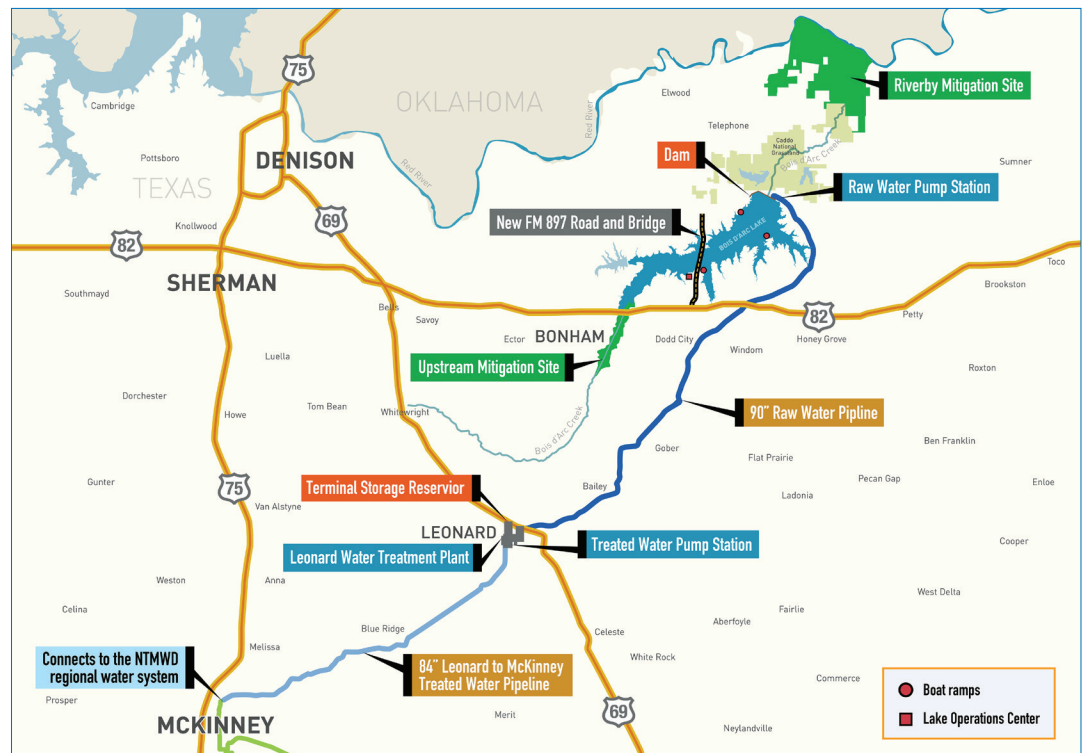 75
Cambridge
OKLAHOMA
Elwood
Red River
Riverby Mitigation Site
Telephone
Caddo
National
Grassland
Bois d'Arc Creek
Sumner
Pottsboro
DENISON
Red River
Dam
TEXAS
Raw Water Pump Station
Knollwood
69
New FM 897 Road and Bridge
BOIS D'ARC LAKE
82
SHERMAN
Toco
Southmayd
Brookston
Bells
Savoy
82
Petty
Ector
BONHAM
Dodd City
Honey Grove
Windom
Luella
Upstream Mitigation Site
Roxton
Dorchester
Tom Bean
Whitewright
Howe
90" Raw Water Pipline
Bois d'Arc Creek
Ben Franklin
Gober
Flat Prairie
Pecan Gap
Gunter
75
Terminal Storage Reservior
Bailey
Ladonia
Enloe
Van Alstyne
LEONARD
Cooper
Leonard Water Treatment Plant
Treated Water Pump Station
Weston
Anna
West Delta
Celina
Fairlie
Blue Ridge
Aberfoyle
Celeste
Melissa
Connects to the NTMWD
regional water system
White Rock
84" Leonard to McKinney
Treated Water Pipeline
Commerce
Prosper
Merit
69
MCKINNEY
Neylandville
Boat ramps
Lake Operations Center